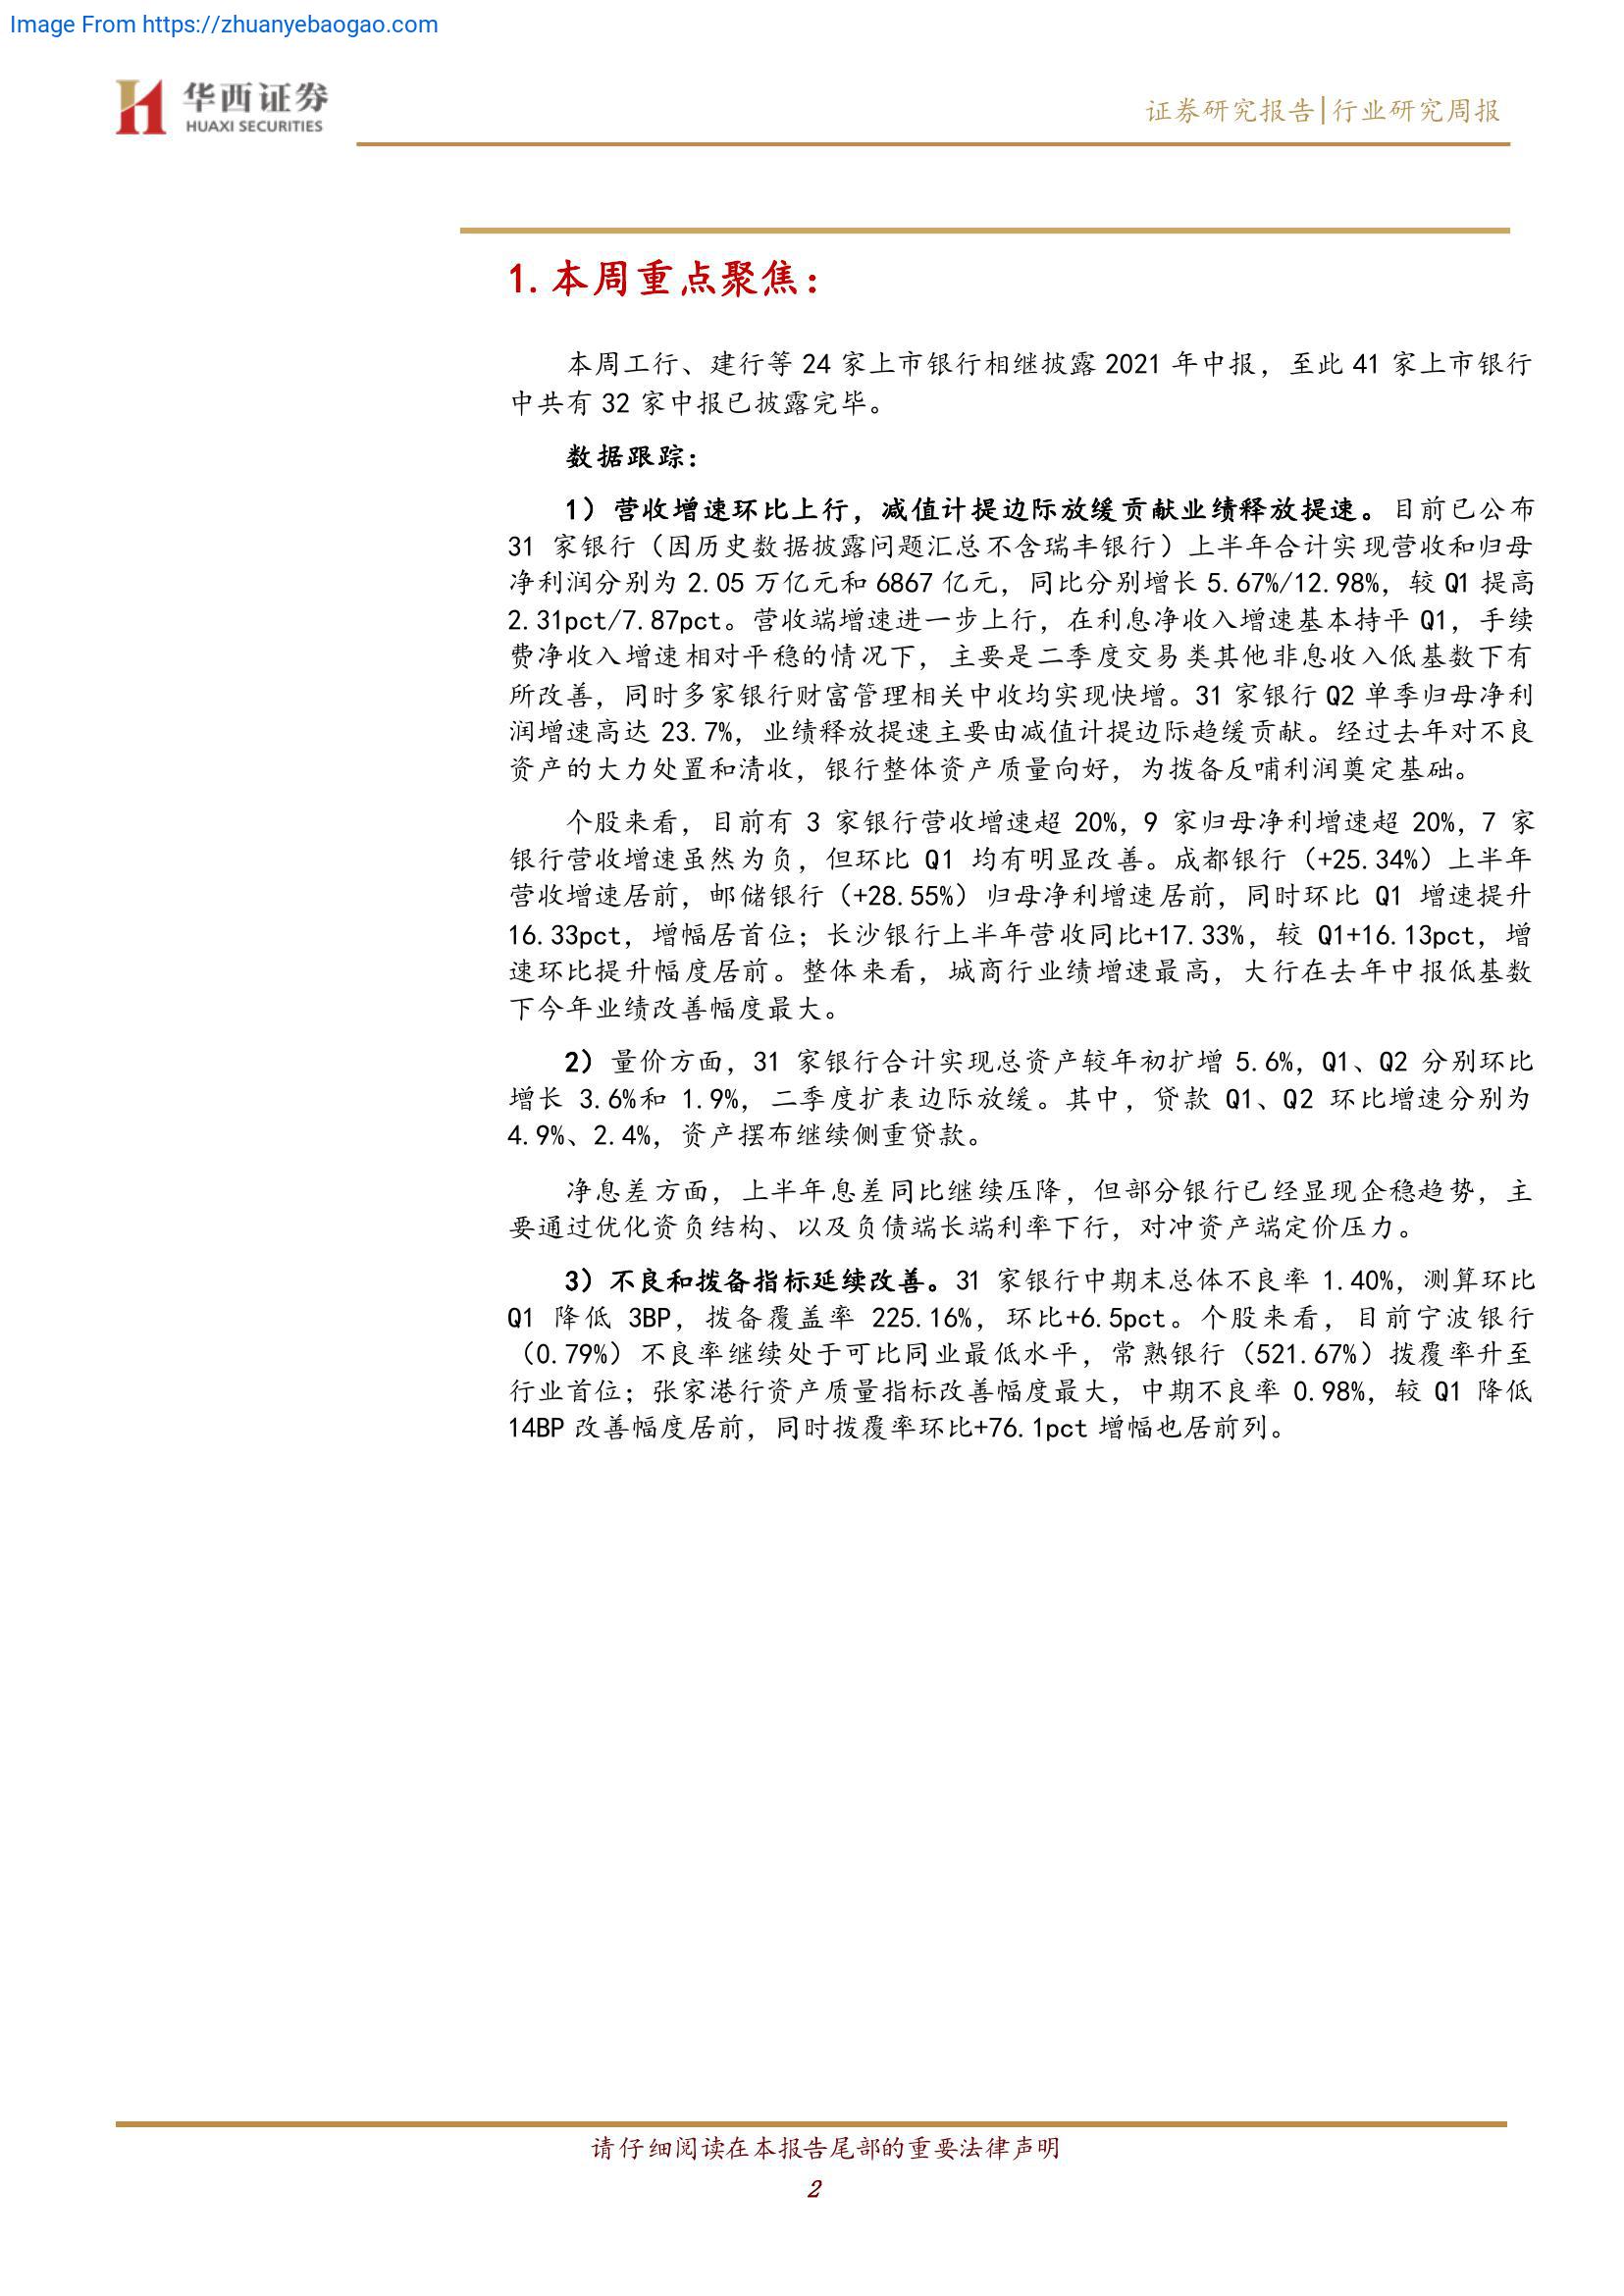 Image From https://zhuanyebaogao.com
华西证券
HUAXI SECURITIES
证券研究报告|行业研究周报
1.本周重点聚焦：
本周工行、建行等 24 家上市银行相继披露 2021 年中报，至此 41 家上市银行
中共有 32 家中报已披露完毕。
数据跟踪：
1）营收增速环比上行，减值计提边际放缓贡献业绩释放提速。目前已公布
31 家银行（因历史数据披露问题汇总不含瑞丰银行）上半年合计实现营收和归母
净利润分别为 2.05 万亿元和 6867 亿元，同比分别增长 5.67%/12.98%，较 Q1 提高
2.31pct/7.87pct。营收端增速进一步上行，在利息净收入增速基本持平 Q1，手续
费净收入增速相对平稳的情况下，主要是二季度交易类其他非息收入低基数下有
所改善，同时多家银行财富管理相关中收均实现快增。31 家银行 Q2 单季归母净利
润增速高达 23.7%，业绩释放提速主要由减值计提边际趋缓贡献。经过去年对不良
资产的大力处置和清收，银行整体资产质量向好，为拨备反哺利润奠定基础。
个股来看，目前有 3 家银行营收增速超 20%，9 家归母净利增速超 20%，7 家
银行营收增速虽然为负，但环比 Q1 均有明显改善。成都银行（+25.34%）上半年
营收增速居前，邮储银行（+28.55%）归母净利增速居前，同时环比 Q1 增速提升
16.33pct，增幅居首位；长沙银行上半年营收同比+17.33%，较 Q1+16.13pct，增
速环比提升幅度居前。整体来看，城商行业绩增速最高，大行在去年中报低基数
下今年业绩改善幅度最大。
2）量价方面，31 家银行合计实现总资产较年初扩增 5.6%，Q1、Q2 分别环比
增长 3.6%和 1.9%，二季度扩表边际放缓。其中，贷款 Q1、Q2 环比增速分别为
4.9%、2.4%，资产摆布继续侧重贷款。
净息差方面，上半年息差同比继续压降，但部分银行已经显现企稳趋势，主
要通过优化资负结构、以及负债端长端利率下行，对冲资产端定价压力。
3）不良和拨备指标延续改善。31 家银行中期末总体不良率 1.40%，测算环比
Q1 降低 3BP，拨备覆盖率 225.16%，环比+6.5pct。个股来看，目前宁波银行
（0.79%）不良率继续处于可比同业最低水平，常熟银行（521.67%）拨覆率升至
行业首位；张家港行资产质量指标改善幅度最大，中期不良率 0.98%，较 Q1 降低
14BP 改善幅度居前，同时拨覆率环比+76.1pct 增幅也居前列。
请仔细阅读在本报告尾部的重要法律声明
2